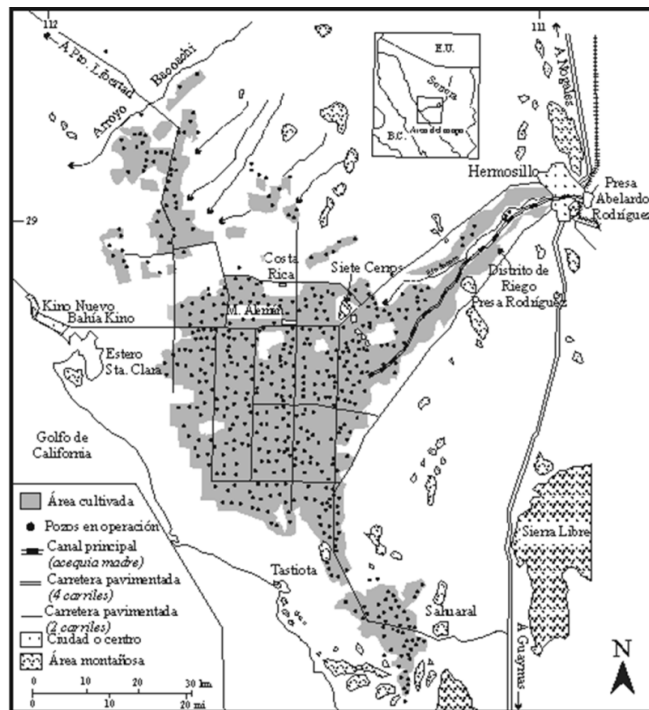 112
111
A Pto. Libertad
Bacoachi
Arroyo
E.U.
Sonora
B.C.
Área del mapa
A Nogales
Hermosillo
Presa
Abelardo
Rodríguez
29
Costa
Rica
Siete Cerros
Río Sonora
Distrito de
Riego
Presa Rodríguez
M. Alemán
Kino Nuevo
Bahía Kino
Estero
Sta. Clara
Golfo de
California
Sierra Libre
Tastiota
Sahuaral
A Guaymas
N
Área cultivada
Pozos en operación
Canal principal
(acequia madre)
Carretera pavimentada
(4 carriles)
Carretera pavimentada
(2 carriles)
Ciudad o centro
Área montañosa
0 10 20 30 km
0 10 20 mi